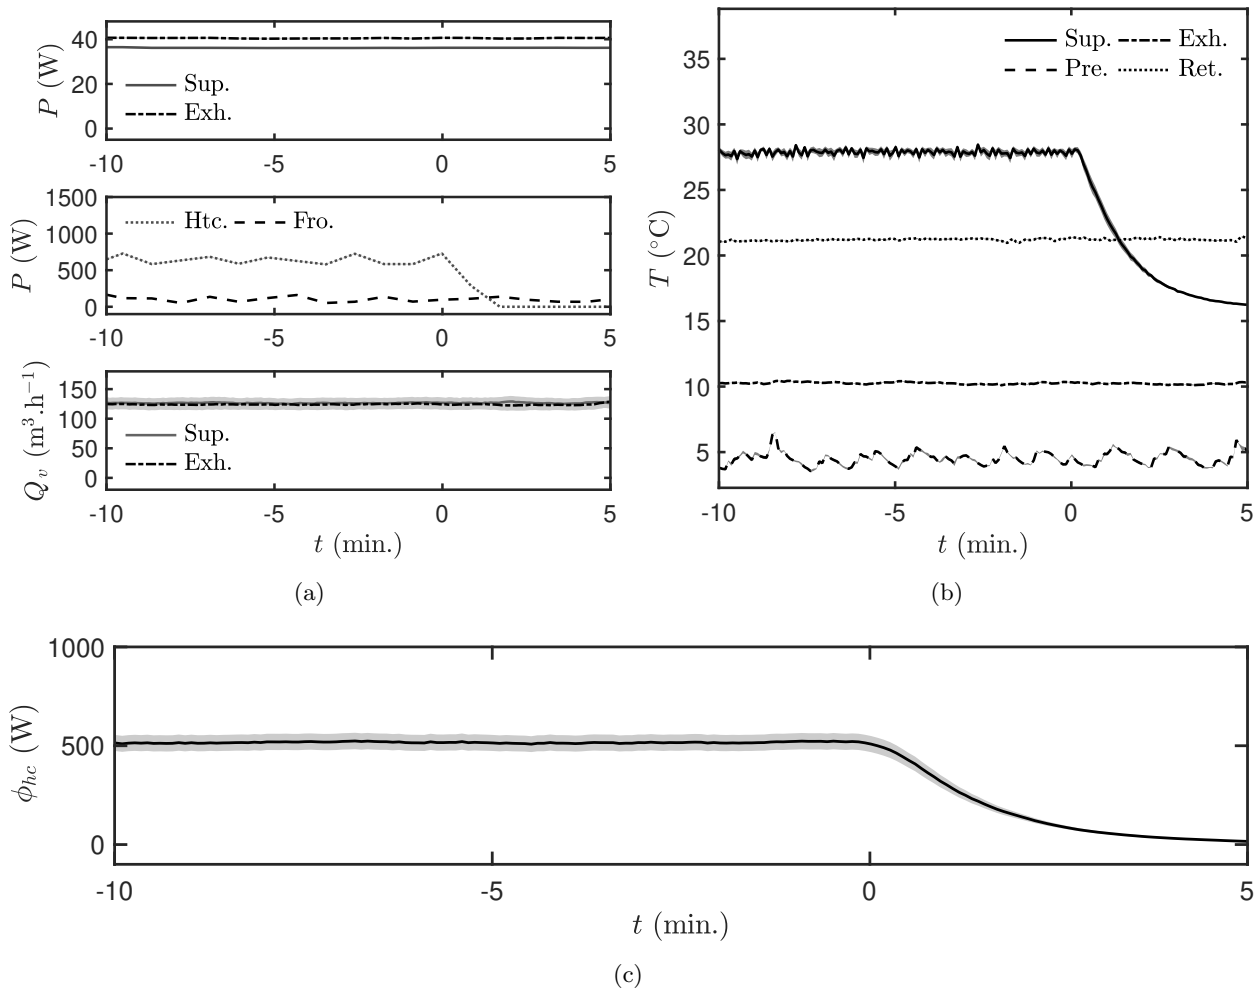 40
20
0
P (W)
Sup.
Exh.
-10 -5 0 5
1500
1000
500
0
P (W)
Htc. Fro.
-10 -5 0 5
150
100
50
0
Q_v (m³.h⁻¹)
Sup.
Exh.
-10 -5 0 5
t (min.)
(a)
35
30
25
20
15
10
5
T (°C)
Sup. Exh.
Pre. Ret.
-10 -5 0 5
t (min.)
(b)
1000
500
0
ϕ_hc (W)
-10 -5 0 5
t (min.)
(c)